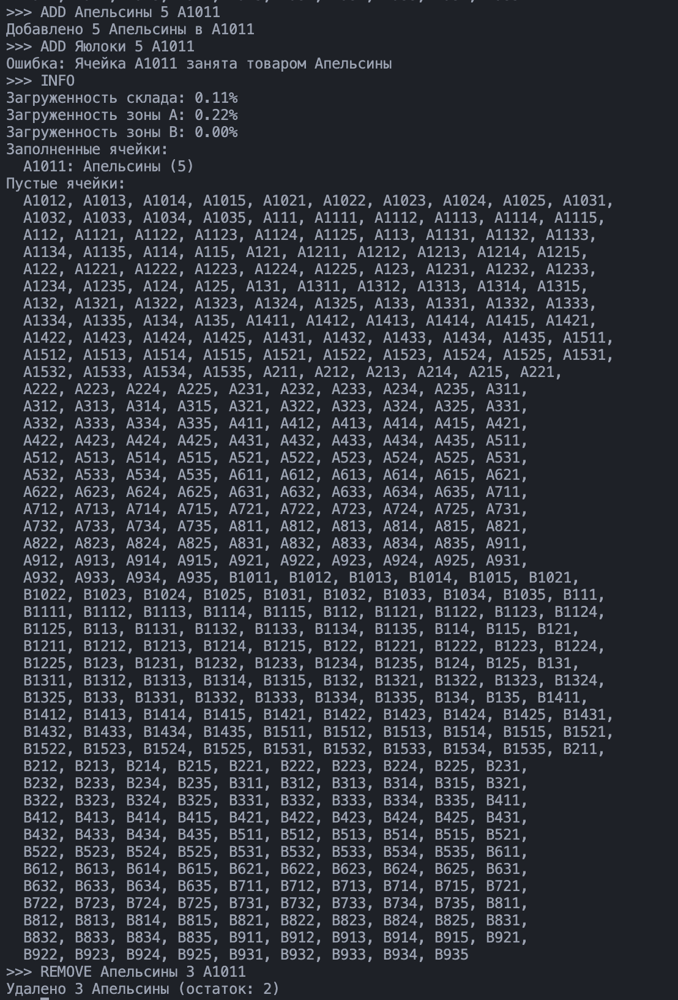 >>> ADD Апельсины 5 A1011
Добавлено 5 Апельсины в A1011
>>> ADD Яюлоки 5 A1011
Ошибка: Ячейка A1011 занята товаром Апельсины
>>> INFO
Загруженность склада: 0.11%
Загруженность зоны A: 0.22%
Загруженность зоны B: 0.00%
Заполненные ячейки:
A1011: Апельсины (5)
Пустые ячейки:
A1012, A1013, A1014, A1015, A1021, A1022, A1023, A1024, A1025, A1031,
A1032, A1033, A1034, A1035, A111, A1111, A1112, A1113, A1114, A1115,
A112, A1121, A1122, A1123, A1124, A1125, A113, A1131, A1132, A1133,
A1134, A1135, A114, A115, A121, A1211, A1212, A1213, A1214, A1215,
A122, A1221, A1222, A1223, A1224, A1225, A123, A1231, A1232, A1233,
A1234, A1235, A124, A125, A131, A1311, A1312, A1313, A1314, A1315,
A132, A1321, A1322, A1323, A1324, A1325, A133, A1331, A1332, A1333,
A1334, A1335, A134, A135, A1411, A1412, A1413, A1414, A1415, A1421,
A1422, A1423, A1424, A1425, A1431, A1432, A1433, A1434, A1435, A1511,
A1512, A1513, A1514, A1515, A1521, A1522, A1523, A1524, A1525, A1531,
A1532, A1533, A1534, A1535, A211, A212, A213, A214, A215, A221,
A222, A223, A224, A225, A231, A232, A233, A234, A235, A311,
A312, A313, A314, A315, A321, A322, A323, A324, A325, A331,
A332, A333, A334, A335, A411, A412, A413, A414, A415, A421,
A422, A423, A424, A425, A431, A432, A433, A434, A435, A511,
A512, A513, A514, A515, A521, A522, A523, A524, A525, A531,
A532, A533, A534, A535, A611, A612, A613, A614, A615, A621,
A622, A623, A624, A625, A631, A632, A633, A634, A635, A711,
A712, A713, A714, A715, A721, A722, A723, A724, A725, A731,
A732, A733, A734, A735, A811, A812, A813, A814, A815, A821,
A822, A823, A824, A825, A831, A832, A833, A834, A835, A911,
A912, A913, A914, A915, A921, A922, A923, A924, A925, A931,
A932, A933, A934, A935, B1011, B1012, B1013, B1014, B1015, B1021,
B1022, B1023, B1024, B1025, B1031, B1032, B1033, B1034, B1035, B111,
B1111, B1112, B1113, B1114, B1115, B112, B1121, B1122, B1123, B1124,
B1125, B113, B1131, B1132, B1133, B1134, B1135, B114, B115, B121,
B1211, B1212, B1213, B1214, B1215, B122, B1221, B1222, B1223, B1224,
B1225, B123, B1231, B1232, B1233, B1234, B1235, B124, B125, B131,
B1311, B1312, B1313, B1314, B1315, B132, B1321, B1322, B1323, B1324,
B1325, B133, B1331, B1332, B1333, B1334, B1335, B134, B135, B1411,
B1412, B1413, B1414, B1415, B1421, B1422, B1423, B1424, B1425, B1431,
B1432, B1433, B1434, B1435, B1511, B1512, B1513, B1514, B1515, B1521,
B1522, B1523, B1524, B1525, B1531, B1532, B1533, B1534, B1535, B211,
B212, B213, B214, B215, B221, B222, B223, B224, B225, B231,
B232, B233, B234, B235, B311, B312, B313, B314, B315, B321,
B322, B323, B324, B325, B331, B332, B333, B334, B335, B411,
B412, B413, B414, B415, B421, B422, B423, B424, B425, B431,
B432, B433, B434, B435, B511, B512, B513, B514, B515, B521,
B522, B523, B524, B525, B531, B532, B533, B534, B535, B611,
B612, B613, B614, B615, B621, B622, B623, B624, B625, B631,
B632, B633, B634, B635, B711, B712, B713, B714, B715, B721,
B722, B723, B724, B725, B731, B732, B733, B734, B735, B811,
B812, B813, B814, B815, B821, B822, B823, B824, B825, B831,
B832, B833, B834, B835, B911, B912, B913, B914, B915, B921,
B922, B923, B924, B925, B931, B932, B933, B934, B935
>>> REMOVE Апельсины 3 A1011
Удалено 3 Апельсины (остаток: 2)